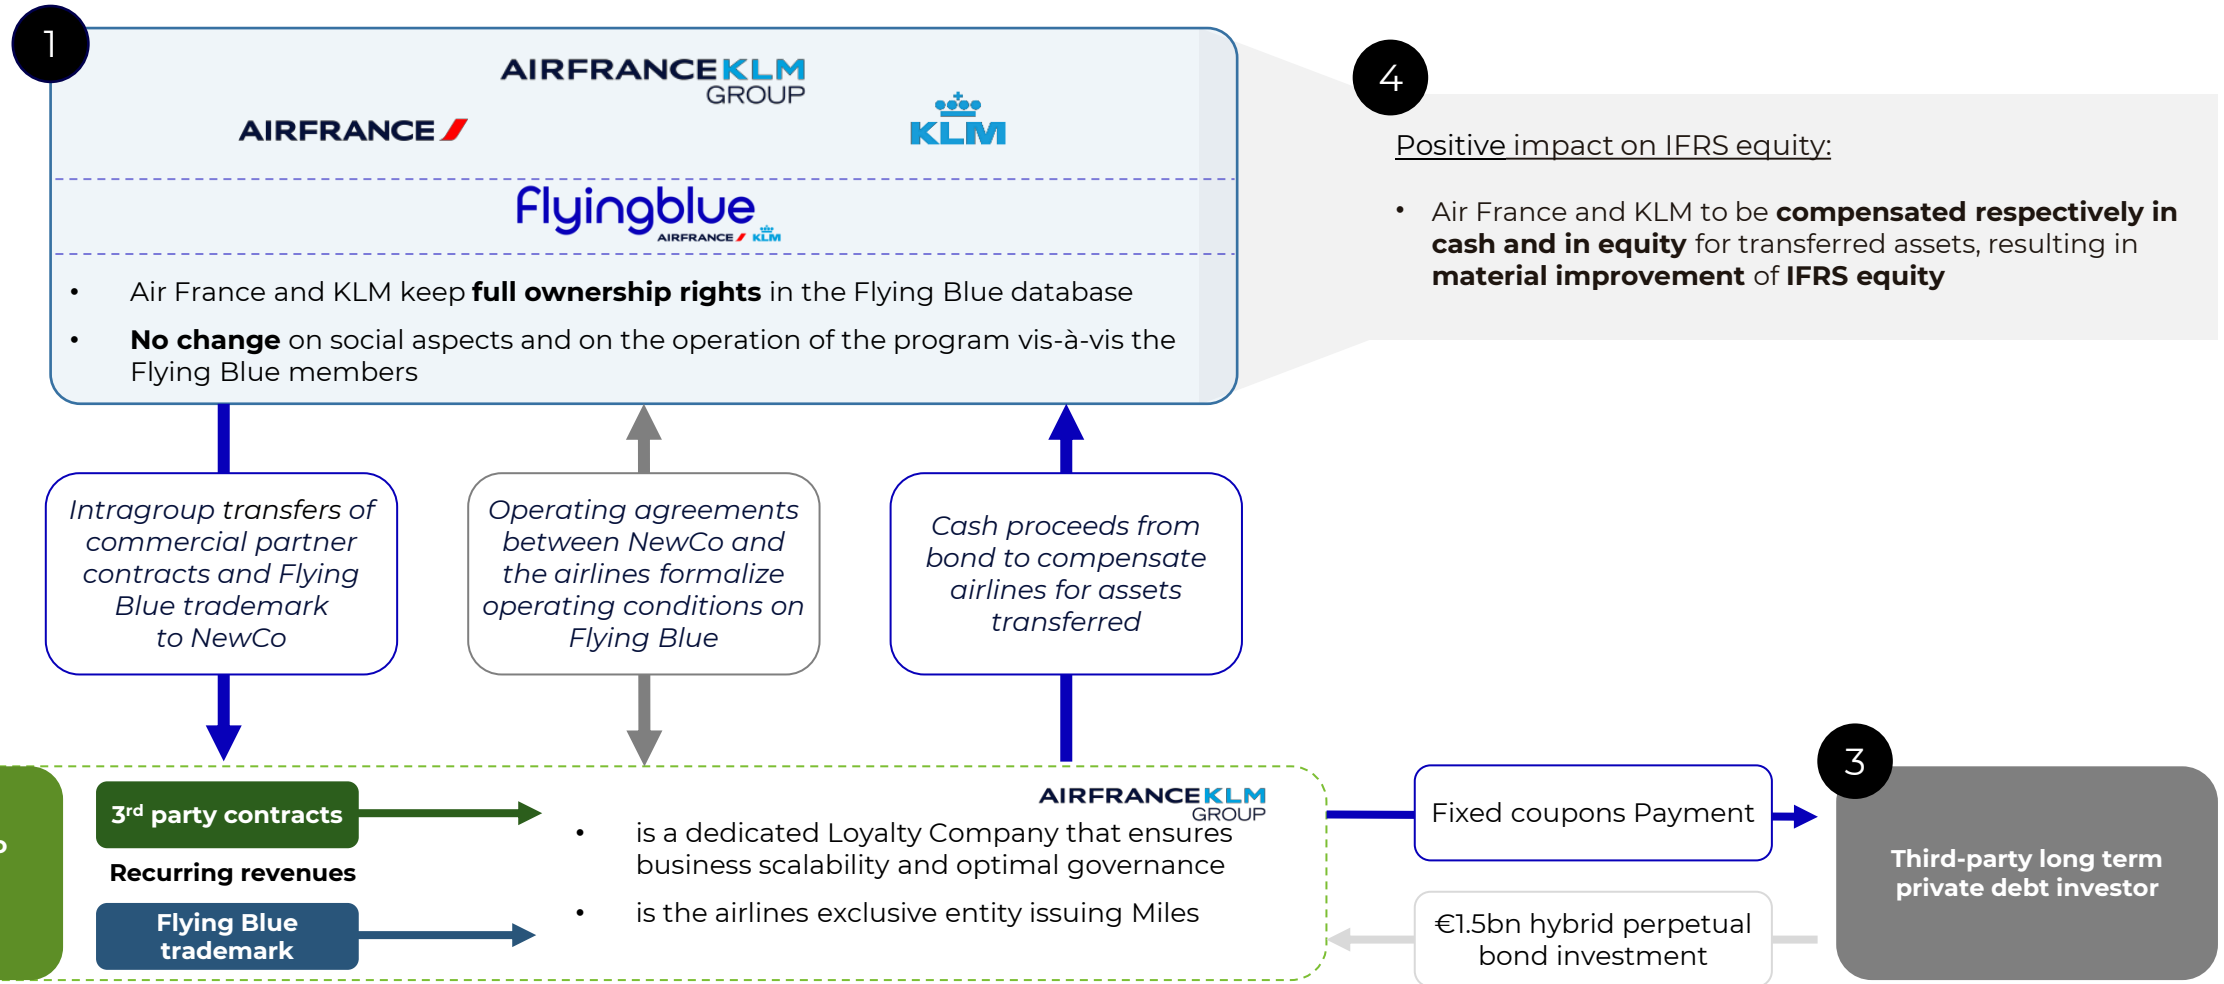 1
AIRFRANCE KLM
GROUP
AIRFRANCE
KLM
Flyingblue
AIRFRANCE KLM
• Air France and KLM keep full ownership rights in the Flying Blue database
• No change on social aspects and on the operation of the program vis-à-vis the
Flying Blue members
4
Positive impact on IFRS equity:
• Air France and KLM to be compensated respectively in
cash and in equity for transferred assets, resulting in
material improvement of IFRS equity
Intragroup transfers of
commercial partner
contracts and Flying
Blue trademark
to NewCo
Operating agreements
between NewCo and
the airlines formalize
operating conditions on
Flying Blue
Cash proceeds from
bond to compensate
airlines for assets
transferred
3rd party contracts
Recurring revenues
Flying Blue
trademark
AIRFRANCE KLM
GROUP
• is a dedicated Loyalty Company that ensures
business scalability and optimal governance
• is the airlines exclusive entity issuing Miles
Fixed coupons Payment
€1.5bn hybrid perpetual
bond investment
3
Third-party long term
private debt investor